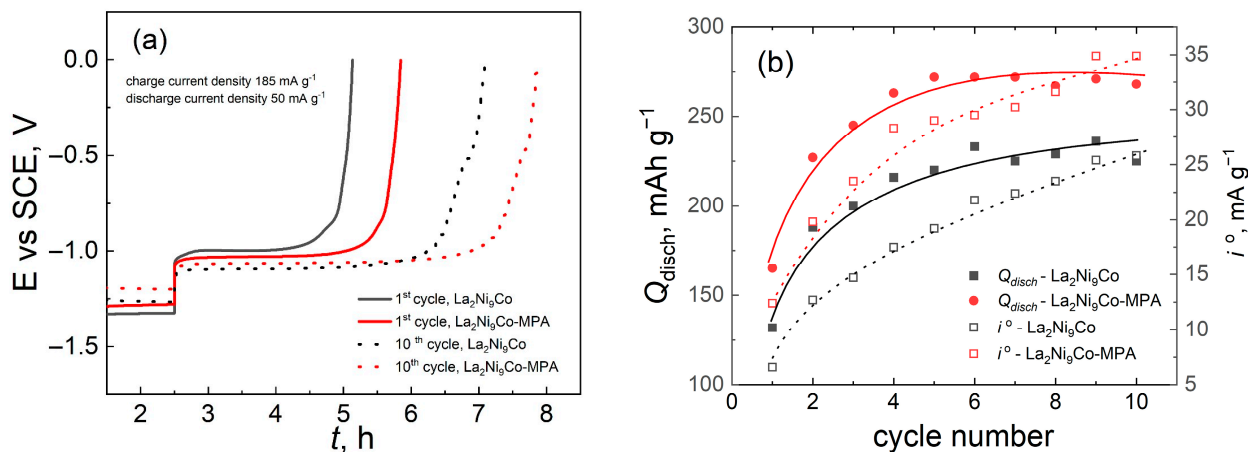 (a)
charge current density 185 mA g⁻¹
discharge current density 50 mA g⁻¹
E vs SCE, V
0.0
−0.5
−1.0
−1.5
1ˢᵗ cycle, La₂Ni₉Co
1ˢᵗ cycle, La₂Ni₉Co-MPA
10 ᵗʰ cycle, La₂Ni₉Co
10ᵗʰ cycle, La₂Ni₉Co-MPA
2 3 4 5 6 7 8
t, h
(b)
Q_disch, mAh g⁻¹
300
250
200
150
100
35
30
25
20
15
10
5
i °, mA g⁻¹
Q_disch - La₂Ni₉Co
Q_disch - La₂Ni₉Co-MPA
i ° - La₂Ni₉Co
i ° - La₂Ni₉Co-MPA
0 2 4 6 8 10
cycle number